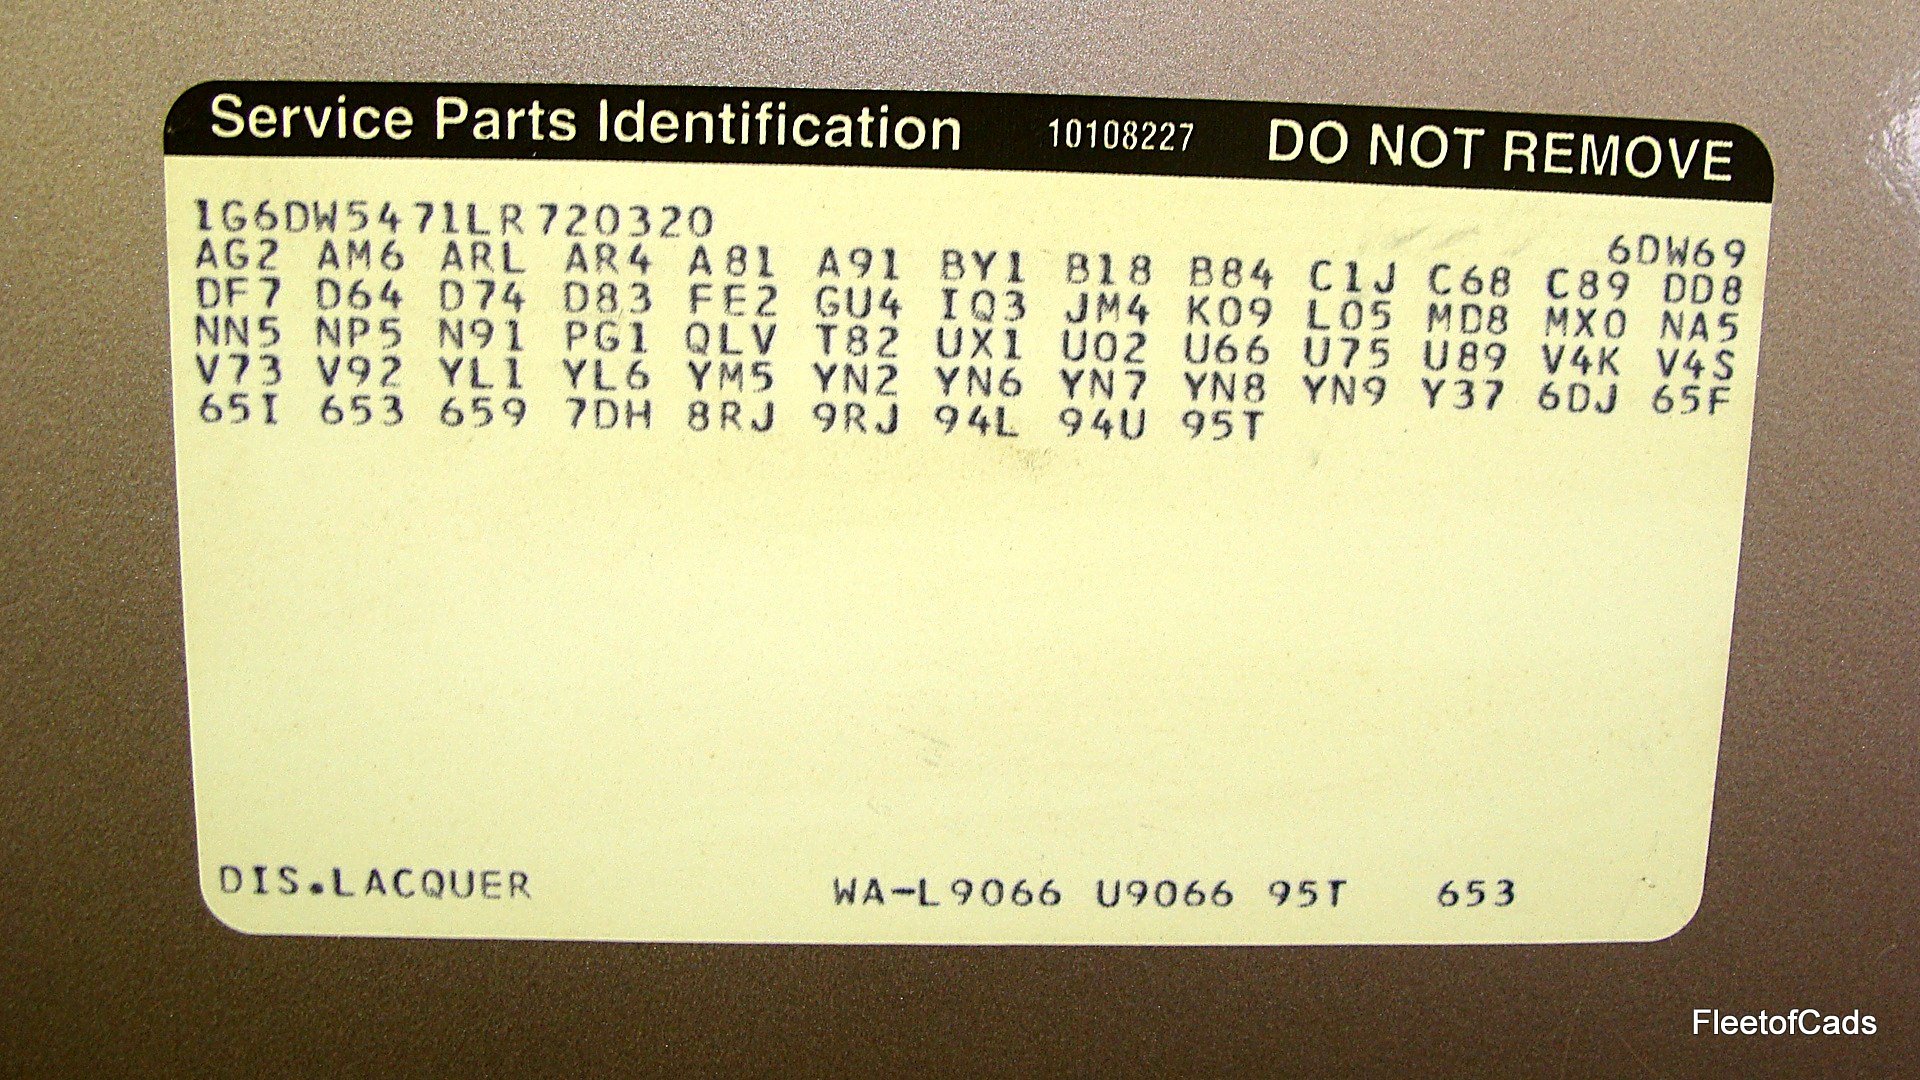 Service Parts Identification 10108227 DO NOT REMOVE
1G6DW5471LR720320 6DW69
AG2 AM6 ARL AR4 A81 A91 BY1 B18 B84 C1J C68 C89 DD8
DF7 D64 D74 D83 FE2 GU4 IQ3 JM4 K09 L05 MD8 MX0 NA5
NN5 NP5 N91 PG1 QLV T82 UX1 U02 U66 U75 U89 V4K V4S
V73 V92 YL1 YL6 YM5 YN2 YN6 YN7 YN8 YN9 Y37 6DJ 65F
65I 653 659 7DH 8RJ 9RJ 94L 94U 95T
DIS.LACQUER WA-L9066 U9066 95T 653
FleetofCads